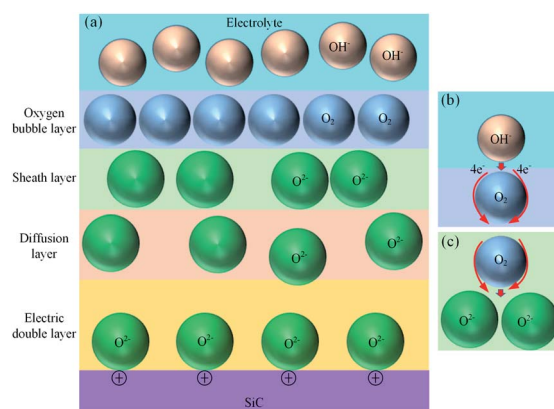 (a)
Electrolyte
OH⁻
OH⁻
Oxygen
bubble layer
O₂
O₂
Sheath layer
O²⁻
O²⁻
Diffusion
layer
O²⁻
O²⁻
Electric
double layer
O²⁻
O²⁻
O²⁻
O²⁻
+
+
+
+
SiC
(b)
OH⁻
4e⁻
4e⁻
O₂
(c)
O₂
O²⁻
O²⁻